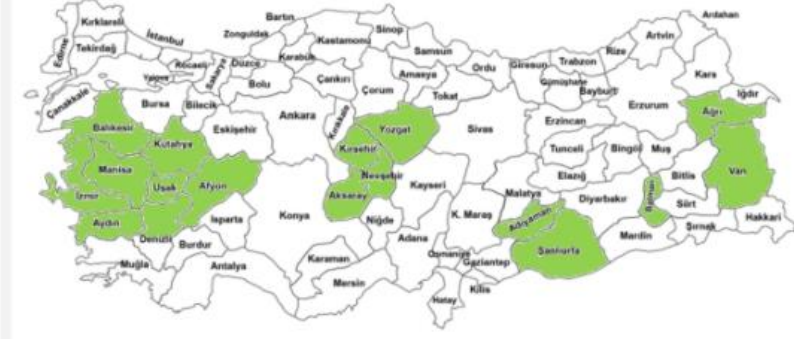 Kırklareli
Edirne
Tekirdağ
İstanbul
Kocaeli
Yalova
Sakarya
Düzce
Zonguldak
Bartın
Karabük
Kastamonu
Sinop
Samsun
Ordu
Giresun
Trabzon
Rize
Artvin
Ardahan
Kars
Iğdır
Çanakkale
Bursa
Bilecik
Bolu
Çankırı
Çorum
Amasya
Tokat
Gümüşhane
Bayburt
Erzurum
Ağrı
Balıkesir
Kütahya
Eskişehir
Ankara
Kırıkkale
Yozgat
Sivas
Erzincan
Tunceli
Bingöl
Muş
Kırşehir
Manisa
Uşak
Afyon
Nevşehir
Aksaray
Kayseri
Malatya
Elazığ
Diyarbakır
Batman
Bitlis
Van
İzmir
Aydın
Denizli
Isparta
Konya
Niğde
K. Maraş
Adıyaman
Siirt
Hakkari
Muğla
Burdur
Antalya
Karaman
Mersin
Adana
Osmaniye
Gaziantep
Kilis
Hatay
Şanlıurfa
Mardin
Şırnak